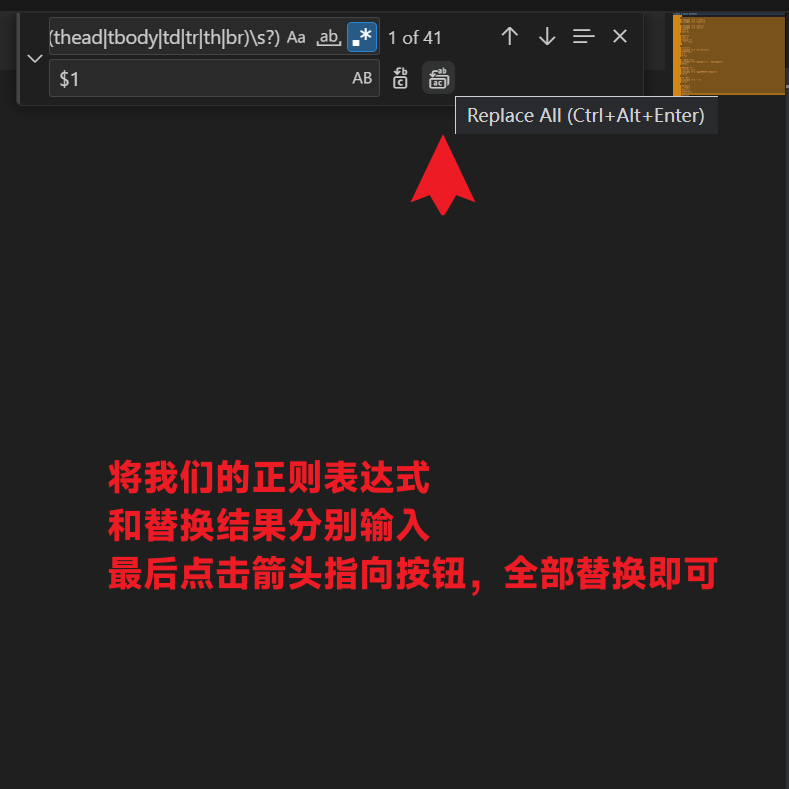 (thead|tbody|td|tr|th|br)\s?) Aa ab .* 1 of 41
$1 AB
Replace All (Ctrl+Alt+Enter)
将我们的正则表达式
和替换结果分别输入
最后点击箭头指向按钮，全部替换即可